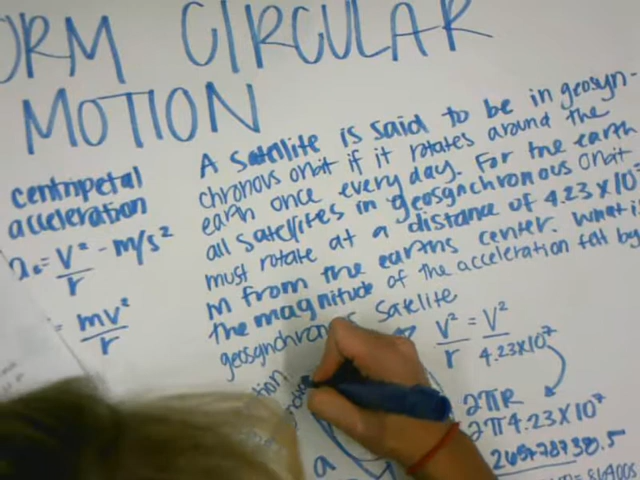 ORM CIRCULAR
MOTION
centripetal
acceleration
= V² - m/s²
r
= mv²
r
A satellite is said to be in geosyn-
chronous orbit if it rotates around the
earth once every day. For the earth
all satellites in geosynchronous orbit
must rotate at a distance of 4.23 X 10⁷
M from the earths center. What i
the magnitude of the acceleration felt by
geosynchronous satellite
V² = V²
r 4.23X10⁷
2πR
2π4.23X10⁷
265778738.5
a